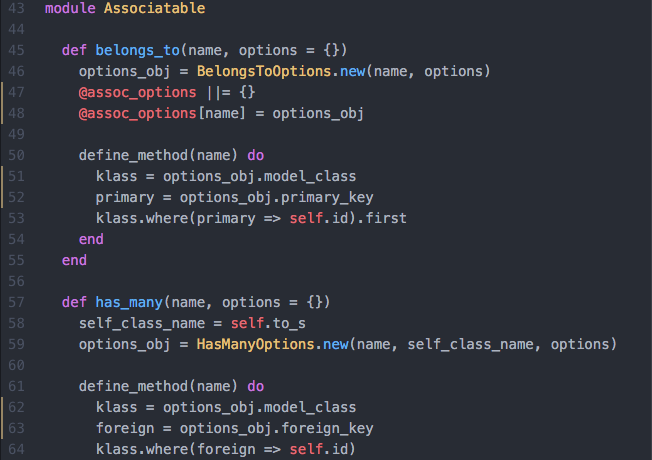 43 module Associatable
44
45   def belongs_to(name, options = {})
46     options_obj = BelongsToOptions.new(name, options)
47     @assoc_options ||= {}
48     @assoc_options[name] = options_obj
49
50     define_method(name) do
51       klass = options_obj.model_class
52       primary = options_obj.primary_key
53       klass.where(primary => self.id).first
54     end
55   end
56
57   def has_many(name, options = {})
58     self_class_name = self.to_s
59     options_obj = HasManyOptions.new(name, self_class_name, options)
60
61     define_method(name) do
62       klass = options_obj.model_class
63       foreign = options_obj.foreign_key
64       klass.where(foreign => self.id)